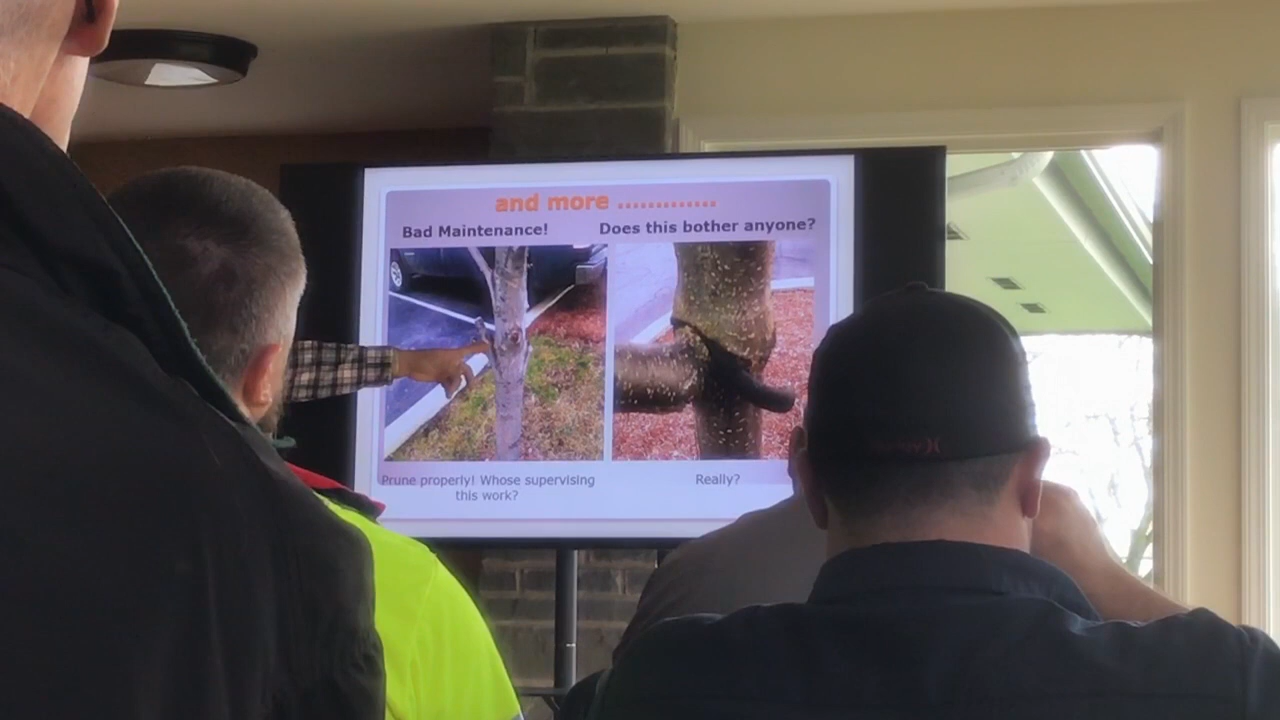 and more .............
Bad Maintenance!
Does this bother anyone?
Prune properly! Whose supervising
this work?
Really?